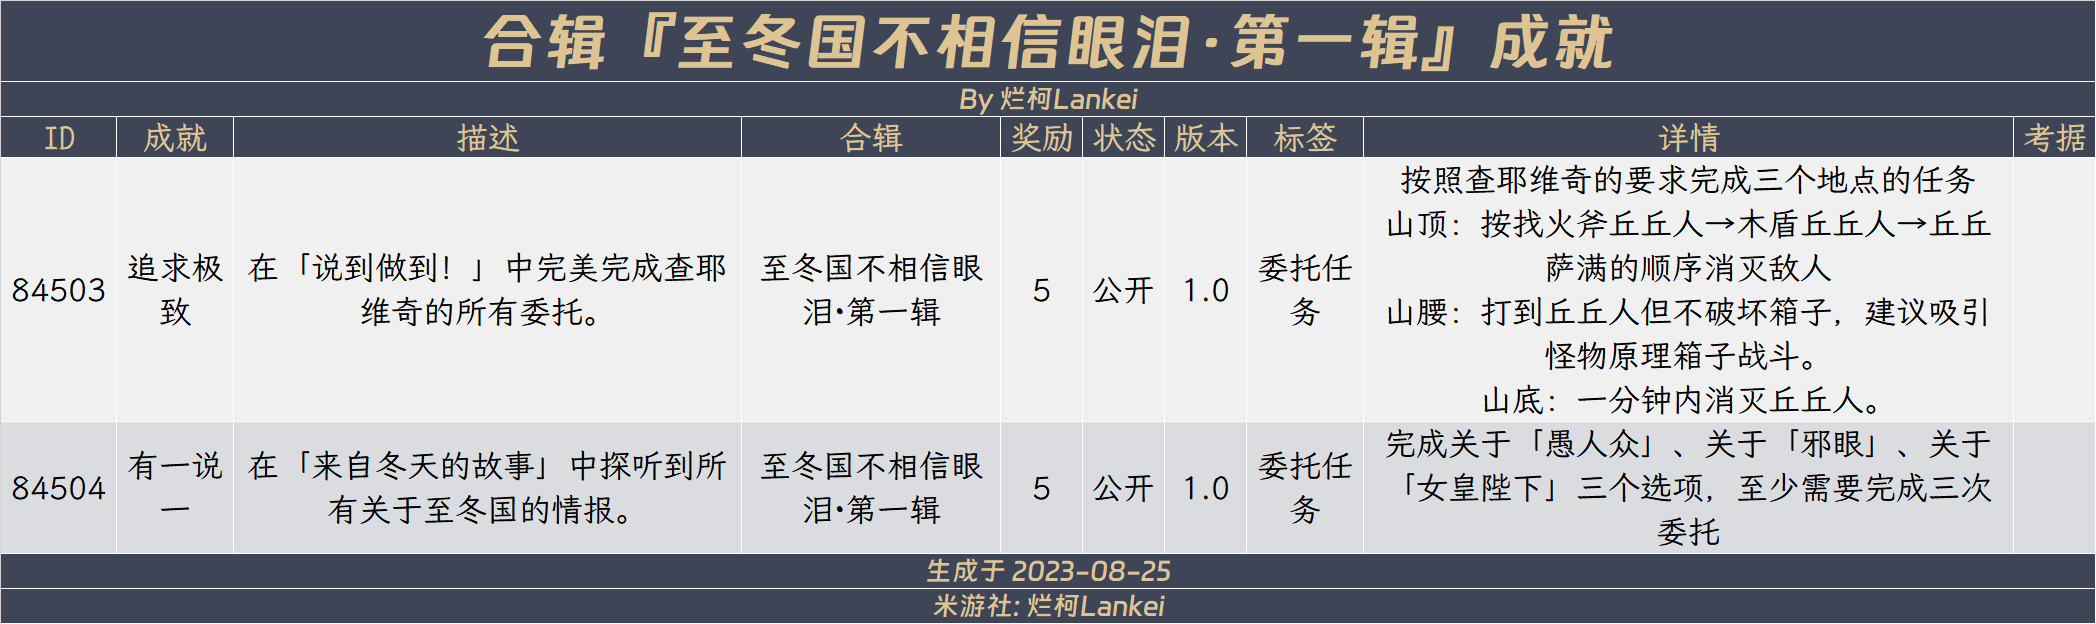 合辑『至冬国不相信眼泪·第一辑』成就
By 烂柯Lankei
ID 成就 描述 合辑 奖励 状态 版本 标签 详情 考据
84503
追求极
致
在「说到做到！」中完美完成查耶
维奇的所有委托。
至冬国不相信眼
泪·第一辑
5
公开
1.0
委托任
务
按照查耶维奇的要求完成三个地点的任务
山顶：按找火斧丘丘人→木盾丘丘人→丘丘
萨满的顺序消灭敌人
山腰：打到丘丘人但不破坏箱子，建议吸引
怪物原理箱子战斗。
山底：一分钟内消灭丘丘人。
84504
有一说
一
在「来自冬天的故事」中探听到所
有关于至冬国的情报。
至冬国不相信眼
泪·第一辑
5
公开
1.0
委托任
务
完成关于「愚人众」、关于「邪眼」、关于
「女皇陛下」三个选项，至少需要完成三次
委托
生成于 2023-08-25
米游社: 烂柯Lankei